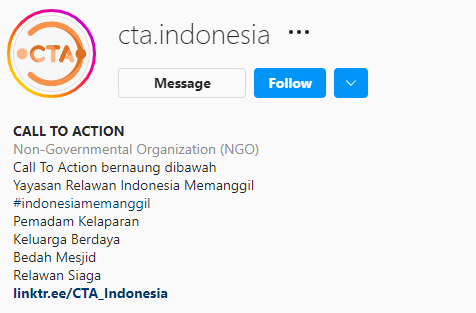 CTA
cta.indonesia
Message
Follow
CALL TO ACTION
Non-Governmental Organization (NGO)
Call To Action bernaung dibawah
Yayasan Relawan Indonesia Memanggil
#indonesiamemanggil
Pemadam Kelaparan
Keluarga Berdaya
Bedah Mesjid
Relawan Siaga
linktr.ee/CTA_Indonesia